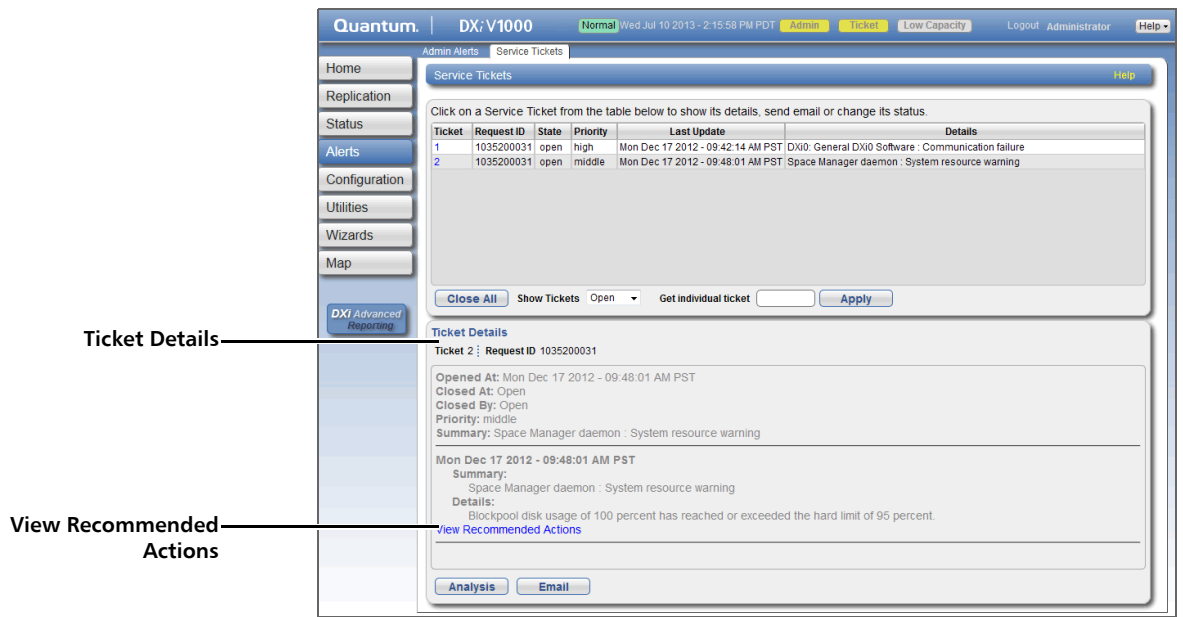 Quantum. DXi V1000 Normal Wed Jul 10 2013 - 2:15:58 PM PDT Admin Ticket Low Capacity Logout Administrator Help
Admin Alerts Service Tickets
Home
Replication
Status
Alerts
Configuration
Utilities
Wizards
Map
DXi Advanced
Reporting
Service Tickets Help
Click on a Service Ticket from the table below to show its details, send email or change its status.
Ticket Request ID State Priority Last Update Details
1 1035200031 open high Mon Dec 17 2012 - 09:42:14 AM PST DXi0: General DXi0 Software : Communication failure
2 1035200031 open middle Mon Dec 17 2012 - 09:48:01 AM PST Space Manager daemon : System resource warning
Close All Show Tickets Open Get individual ticket Apply
Ticket Details
Ticket Details
Ticket 2 Request ID 1035200031
Opened At: Mon Dec 17 2012 - 09:48:01 AM PST
Closed At: Open
Closed By: Open
Priority: middle
Summary: Space Manager daemon : System resource warning
Mon Dec 17 2012 - 09:48:01 AM PST
Summary:
Space Manager daemon : System resource warning
Details:
Blockpool disk usage of 100 percent has reached or exceeded the hard limit of 95 percent.
View Recommended Actions
View Recommended
Actions
Analysis Email